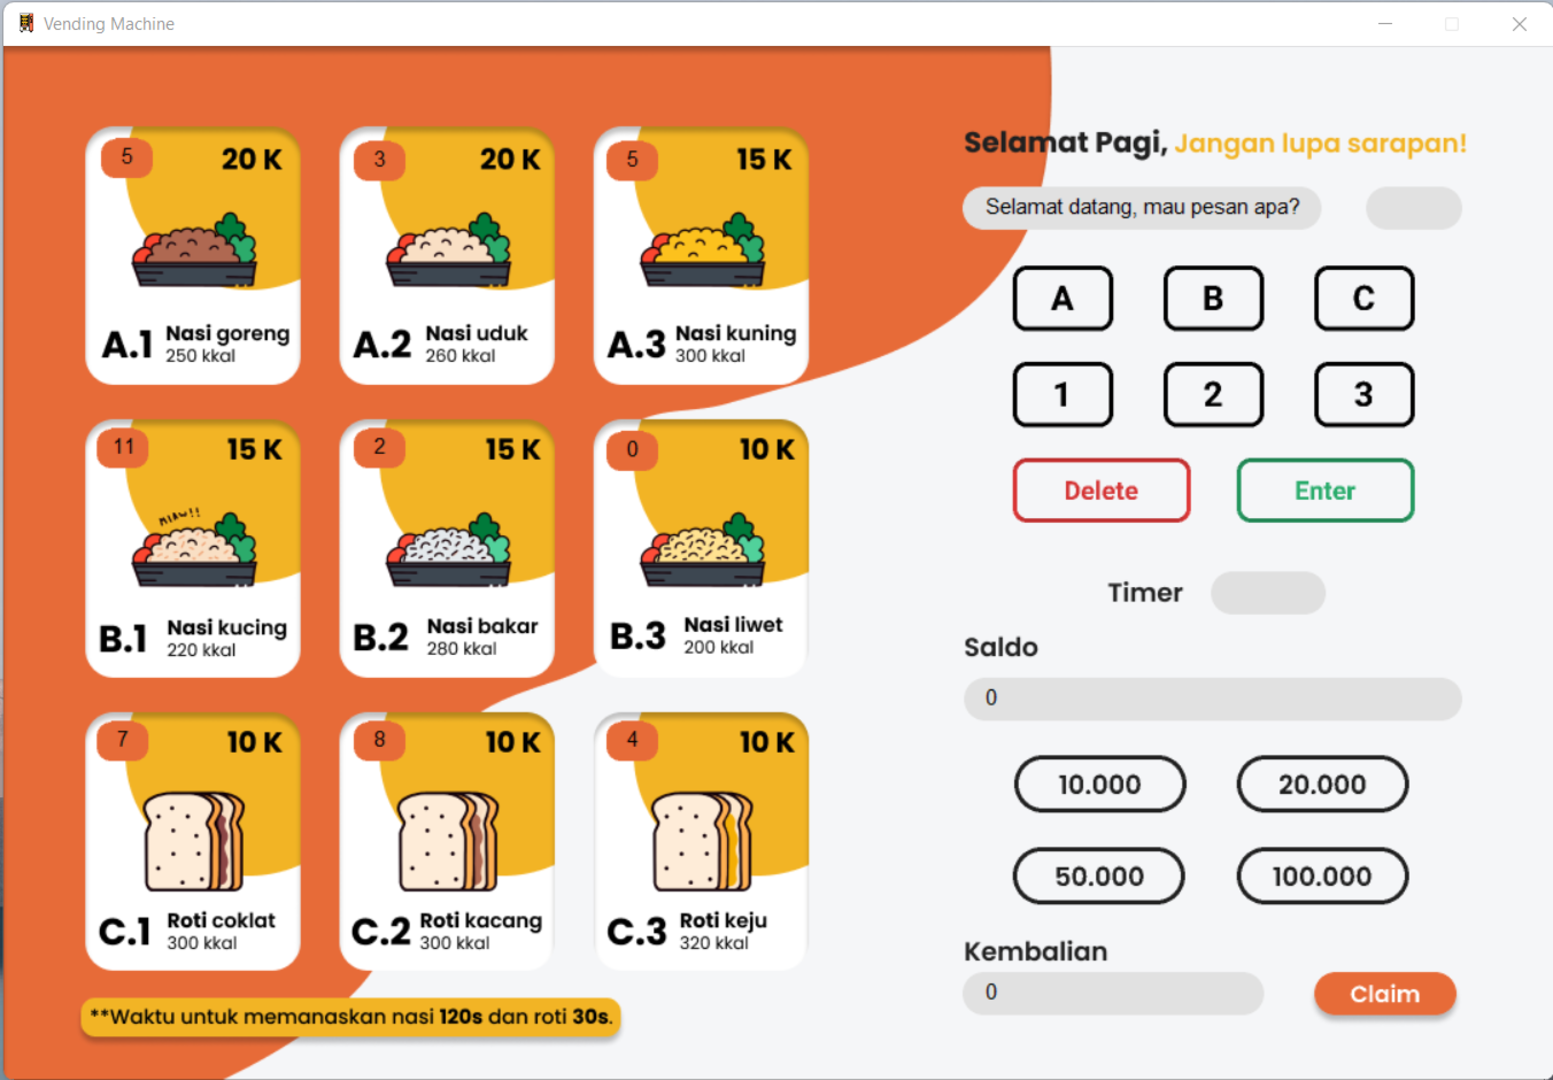 Vending Machine
Selamat Pagi, Jangan lupa sarapan!
Selamat datang, mau pesan apa?
5
20 K
A.1
Nasi goreng
250 kkal
3
20 K
A.2
Nasi uduk
260 kkal
5
15 K
A.3
Nasi kuning
300 kkal
11
15 K
MIAW!!
B.1
Nasi kucing
220 kkal
2
15 K
B.2
Nasi bakar
280 kkal
0
10 K
B.3
Nasi liwet
200 kkal
7
10 K
C.1
Roti coklat
300 kkal
8
10 K
C.2
Roti kacang
300 kkal
4
10 K
C.3
Roti keju
320 kkal
**Waktu untuk memanaskan nasi 120s dan roti 30s.
A B C
1 2 3
Delete Enter
Timer
Saldo
0
10.000 20.000
50.000 100.000
Kembalian
0
Claim